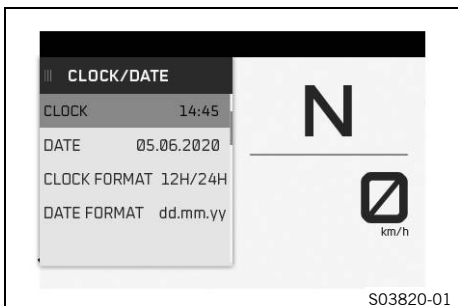 CLOCK/DATE
CLOCK 14:45
DATE 05.06.2020
CLOCK FORMAT 12H/24H
DATE FORMAT dd.mm.yy
N
0
km/h
S03820-01